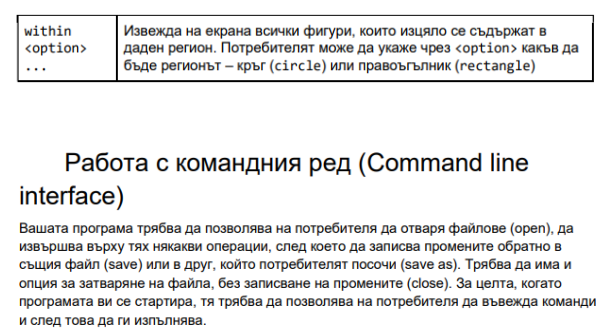 within Извежда на екрана всички фигури, които изцяло се съдържат в
<option> даден регион. Потребителят може да укаже чрез <option> какъв да
... бъде регионът – кръг (circle) или правоъгълник (rectangle)
Работа с командния ред (Command line
interface)
Вашата програма трябва да позволява на потребителя да отваря файлове (open), да
извършва върху тях някакви операции, след което да записва промените обратно в
същия файл (save) или в друг, който потребителят посочи (save as). Трябва да има и
опция за затваряне на файла, без записване на промените (close). За целта, когато
програмата ви се стартира, тя трябва да позволява на потребителя да въвежда команди
и след това да ги изпълнява.